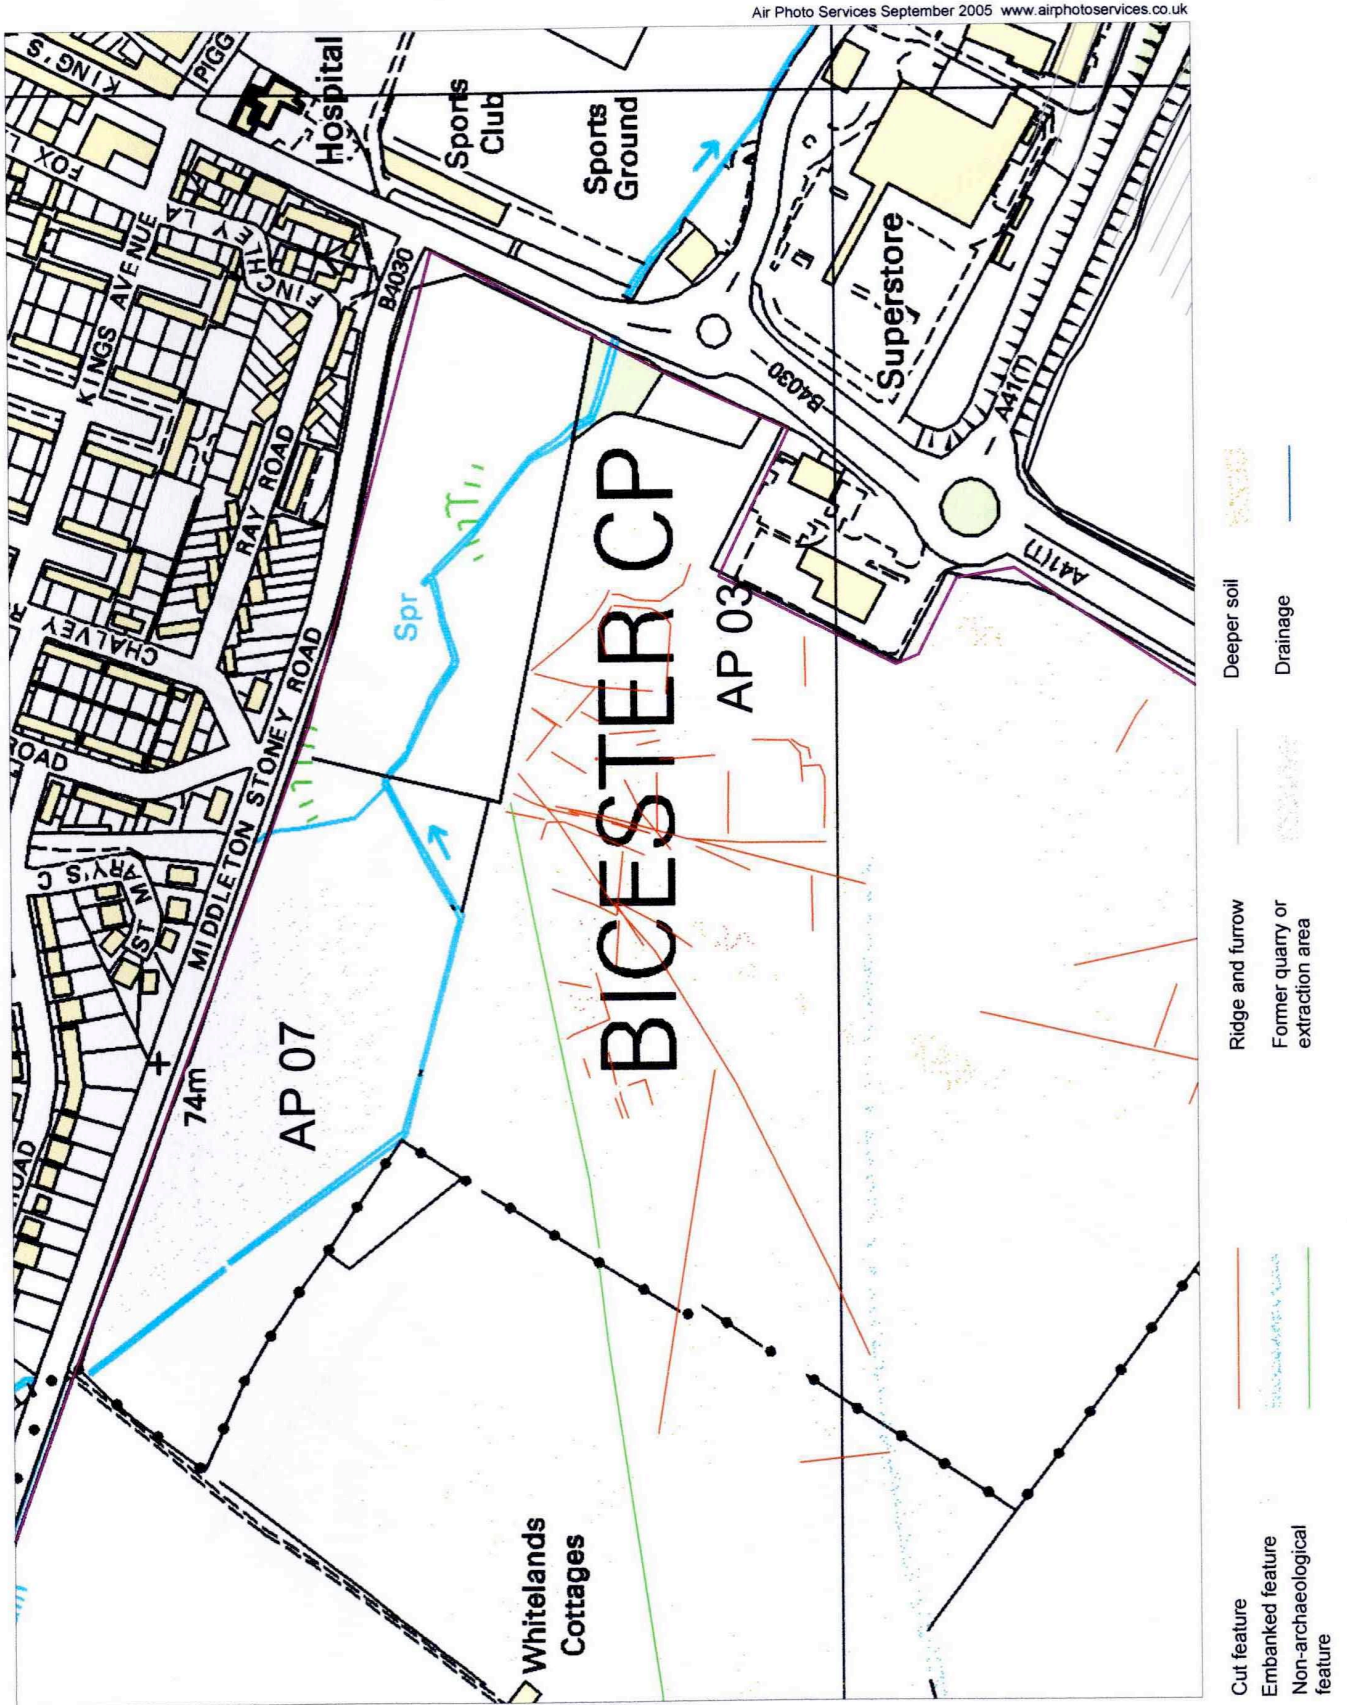 Air Photo Services September 2005 www.airphotoservices.co.uk
KING'S
PIGG
FOX L
KINGS AVENUE
FINCHLEY LA
Hospital
Sports
Club
Sports
Ground
B4030
RAY ROAD
CHALVEY
ROAD
ST MARY'S C
MIDDLETON STONEY ROAD
ROAD
74m
AP 07
Spr
BICESTER CP
AP 03
B4030
Superstore
A41(T)
A41(T)
Whitelands
Cottages
Cut feature
Embanked feature
Non-archaeological
feature
Ridge and furrow
Former quarry or
extraction area
Deeper soil
Drainage